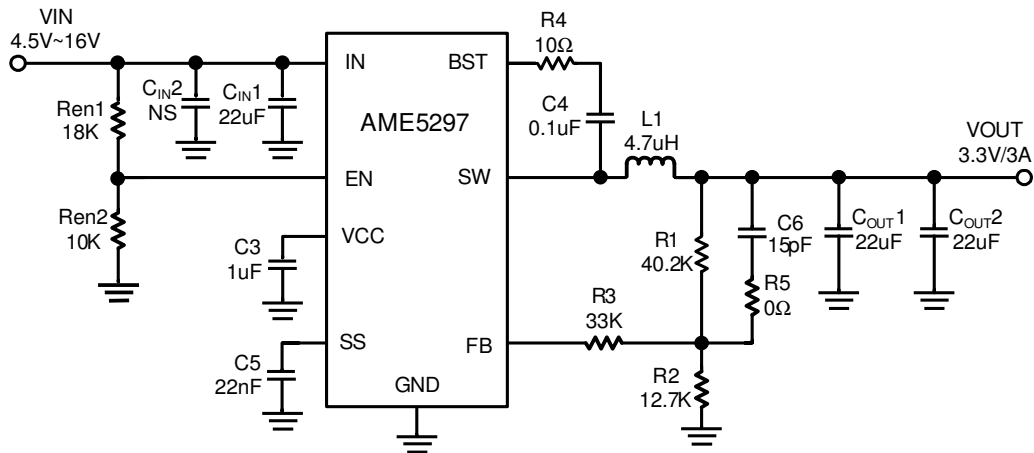 VIN
4.5V~16V
Ren1
18K
Ren2
10K
CIN2
NS
CIN1
22uF
C3
1uF
C5
22nF
IN
BST
AME5297
EN
SW
VCC
SS
FB
GND
R4
10Ω
C4
0.1uF
L1
4.7uH
VOUT
3.3V/3A
R1
40.2K
C6
15pF
COUT1
22uF
COUT2
22uF
R5
0Ω
R3
33K
R2
12.7K